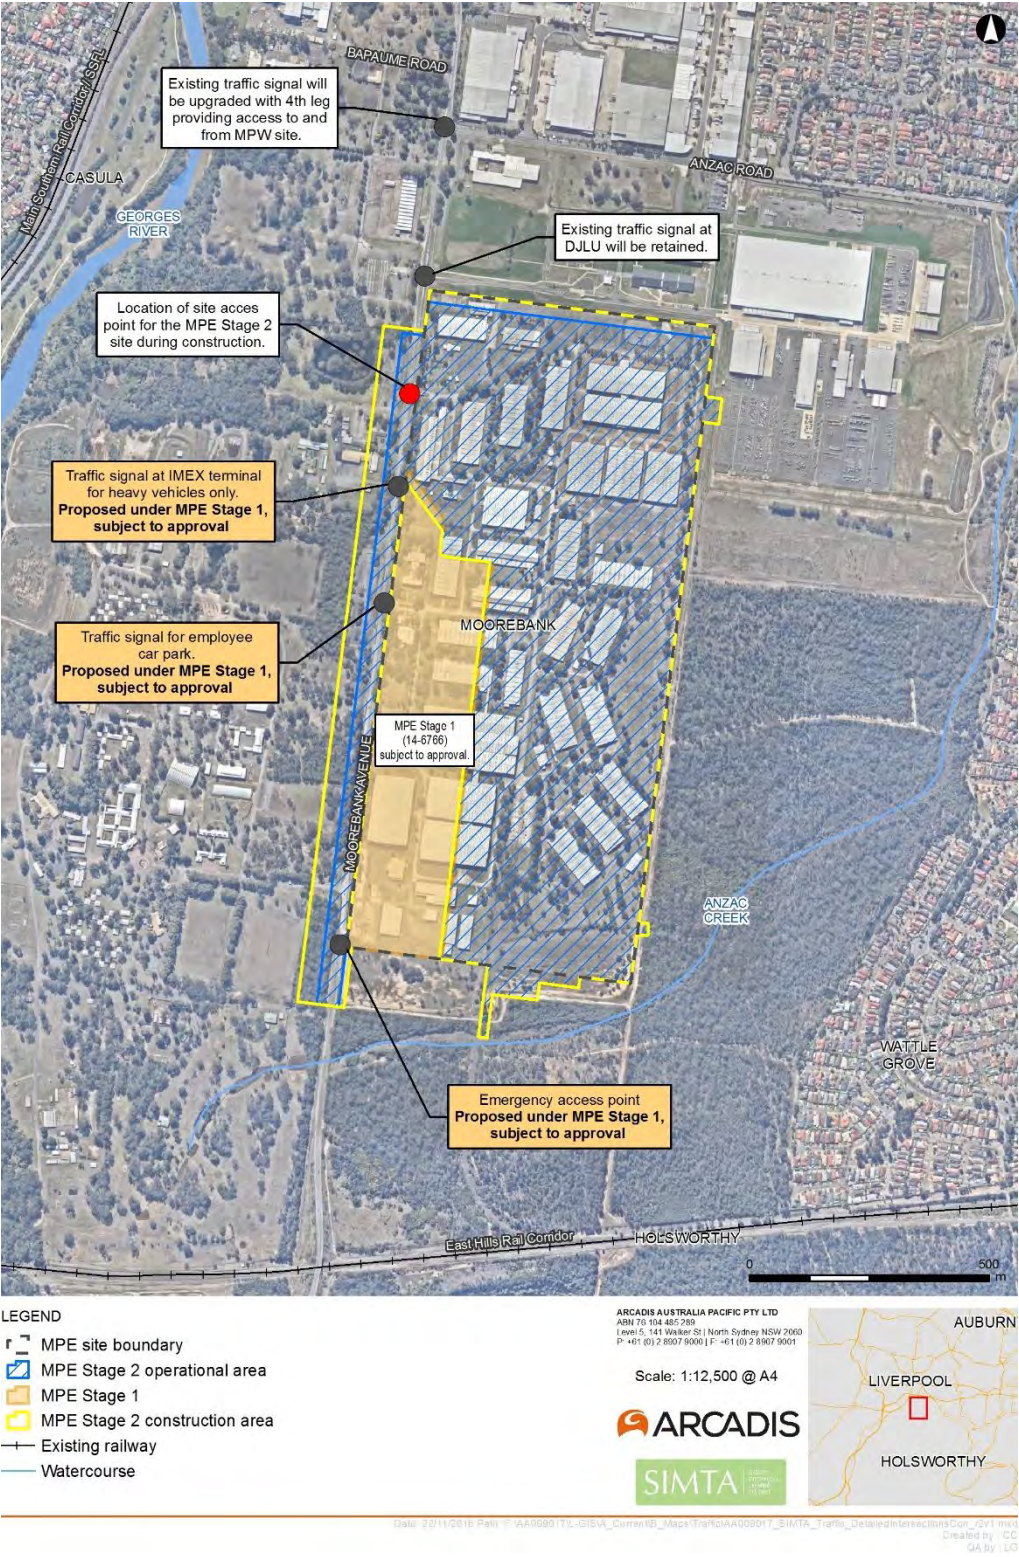 BAPAUME ROAD
Existing traffic signal will
be upgraded with 4th leg
providing access to and
from MPW site.
Main Southern Rail Corridor/ SSFL
CASULA
ANZAC ROAD
GEORGES
RIVER
Existing traffic signal at
DJLU will be retained.
Location of site acces
point for the MPE Stage 2
site during construction.
Traffic signal at IMEX terminal
for heavy vehicles only.
Proposed under MPE Stage 1,
subject to approval
Traffic signal for employee
car park.
Proposed under MPE Stage 1,
subject to approval
MOOREBANK
MPE Stage 1
(14-6766)
subject to approval.
MOOREBANK AVENUE
ANZAC
CREEK
WATTLE
GROVE
Emergency access point
Proposed under MPE Stage 1,
subject to approval
East Hills Rail Corridor
HOLSWORTHY
0 500
m
LEGEND
MPE site boundary
MPE Stage 2 operational area
MPE Stage 1
MPE Stage 2 construction area
Existing railway
Watercourse
ARCADIS AUSTRALIA PACIFIC PTY LTD
ABN 76 104 485 289
Level 5, 141 Walker St | North Sydney NSW 2060
P: +61 (0) 2 8907 9000 | F: +61 (0) 2 8907 9001
Scale: 1:12,500 @ A4
ARCADIS
SIMTA
AUBURN
LIVERPOOL
HOLSWORTHY
Created by : CC
QA by : LG